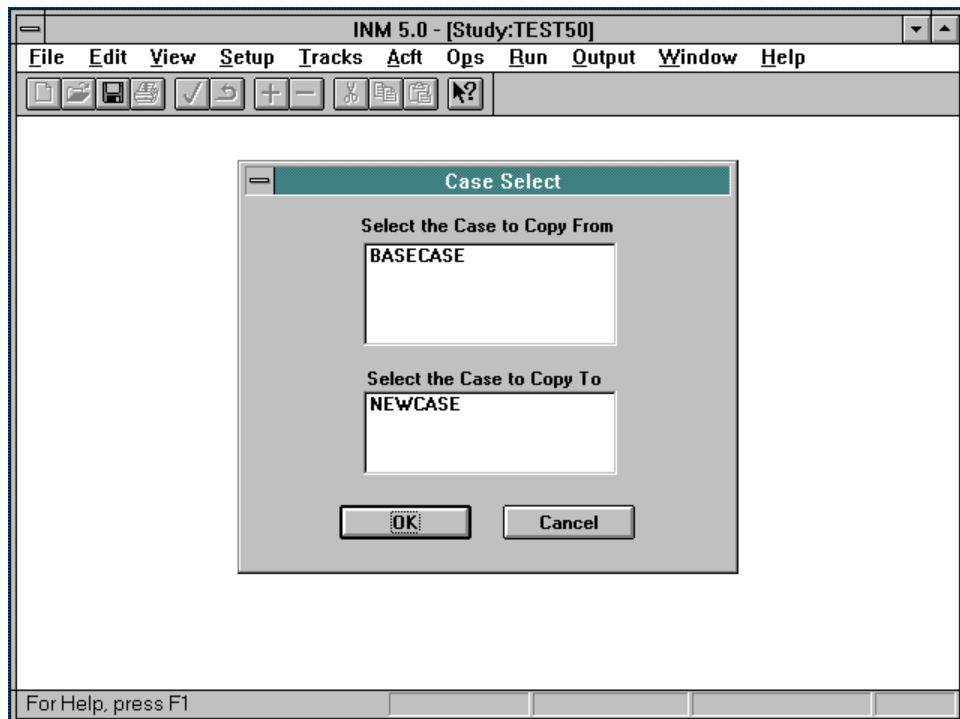 INM 5.0 - [Study:TEST50]
File Edit View Setup Tracks Acft Ops Run Output Window Help
Case Select
Select the Case to Copy From
BASECASE
Select the Case to Copy To
NEWCASE
OK Cancel
For Help, press F1